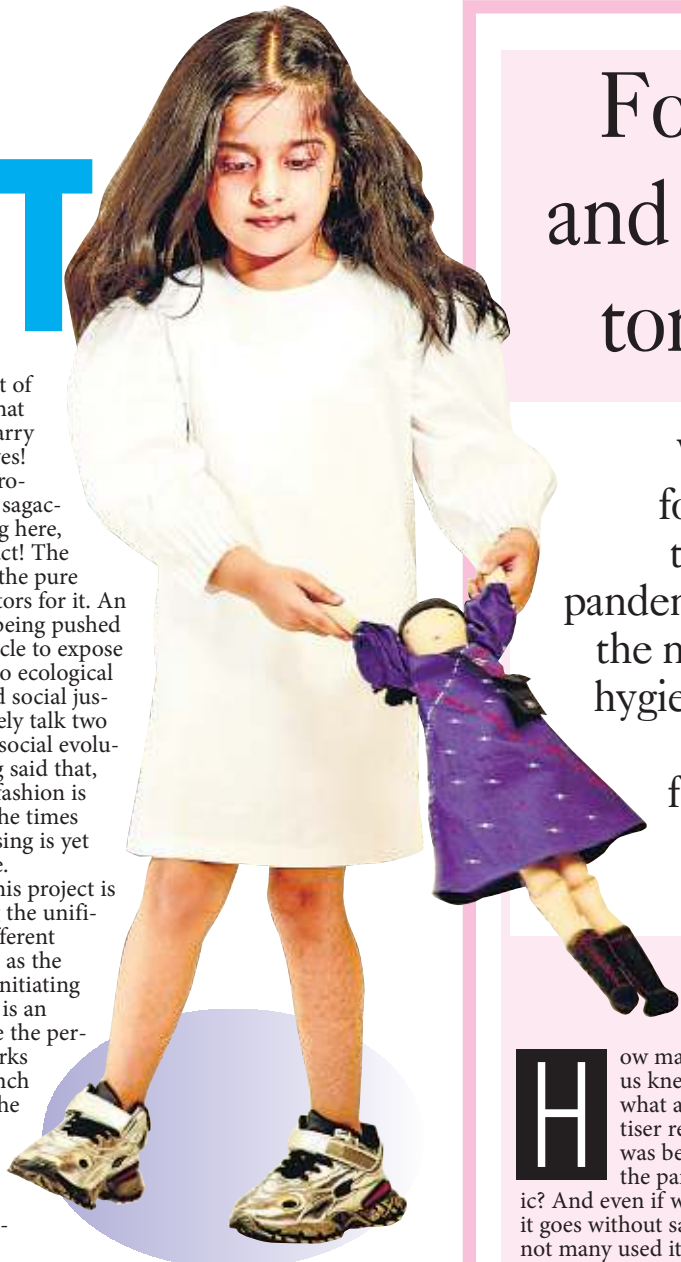 T
t of
hat
arry
es!
ro-
sagac-
g here,
ct! The
the pure
tors for it. An
being pushed
cle to expose
o ecological
d social jus-
ely talk two
social evolu-
g said that,
fashion is
he times
sing is yet
e.
his project is
g the unifi-
ferent
as the
nitiating
is an
e the per-
rks
nch
he
-
Fo
and
tor
fo
t
pandem
the n
hygie
f
How ma
us kne
what a
tiser re
was be
the pa
ic? And even if w
it goes without sa
not many used it